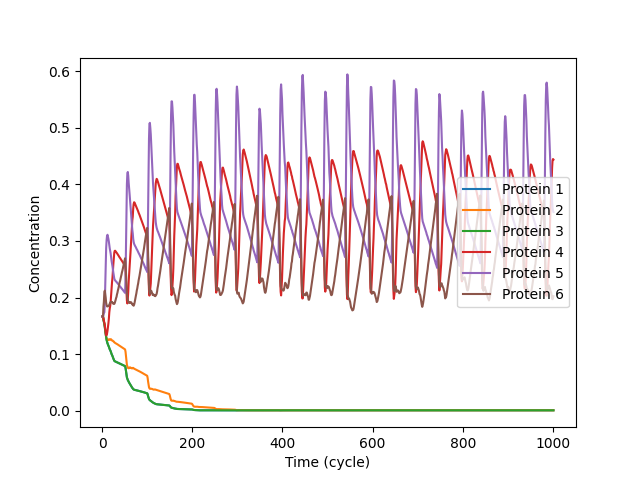 0.6
0.5
0.4
0.3
0.2
0.1
0.0
Concentration
Protein 1
Protein 2
Protein 3
Protein 4
Protein 5
Protein 6
0 200 400 600 800 1000
Time (cycle)